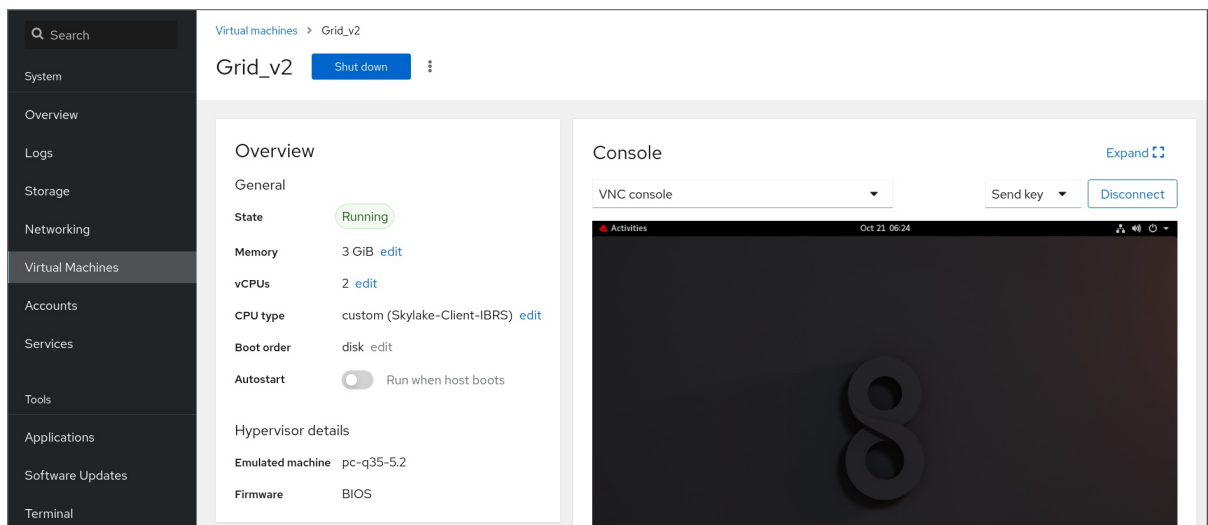 Search
System
Overview
Logs
Storage
Networking
Virtual Machines
Accounts
Services
Tools
Applications
Software Updates
Terminal
Virtual machines > Grid_v2
Grid_v2 Shut down
Overview
General
State Running
Memory 3 GiB edit
vCPUs 2 edit
CPU type custom (Skylake-Client-IBRS) edit
Boot order disk edit
Autostart Run when host boots
Hypervisor details
Emulated machine pc-q35-5.2
Firmware BIOS
Console Expand
VNC console Send key Disconnect
Activities Oct 21 06:24
8